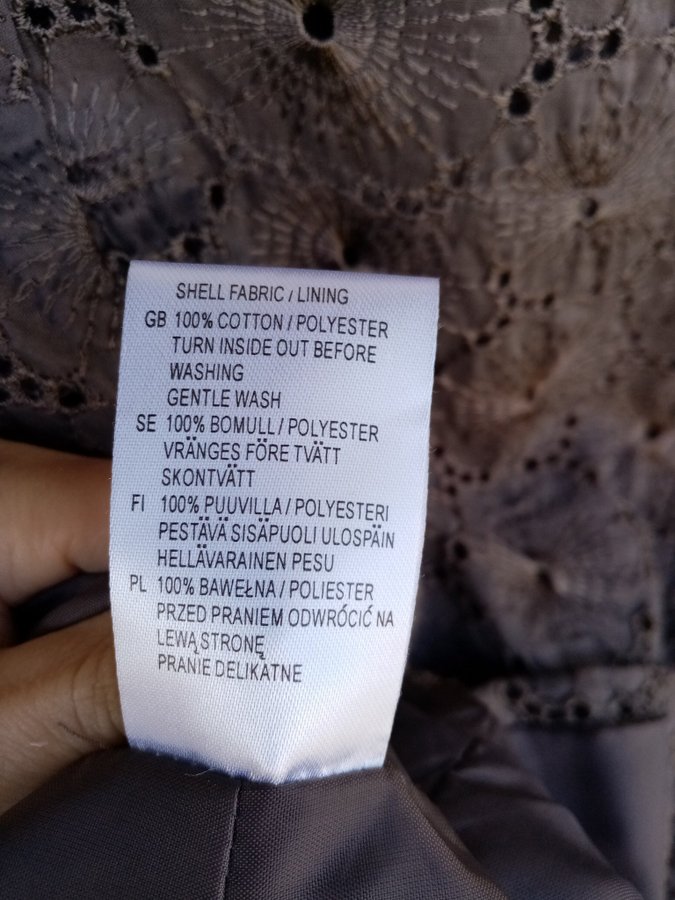 SHELL FABRIC / LINING
GB 100% COTTON / POLYESTER
TURN INSIDE OUT BEFORE
WASHING
GENTLE WASH
SE 100% BOMULL / POLYESTER
VRÄNGES FÖRE TVÄTT
SKONTVÄTT
FI 100% PUUVILLA / POLYESTERI
PESTÄVÄ SISÄPUOLI ULOSPÄIN
HELLÄVARAINEN PESU
PL 100% BAWEŁNA / POLIESTER
PRZED PRANIEM ODWRÓCIĆ NA
LEWĄ STRONĘ
PRANIE DELIKATNE